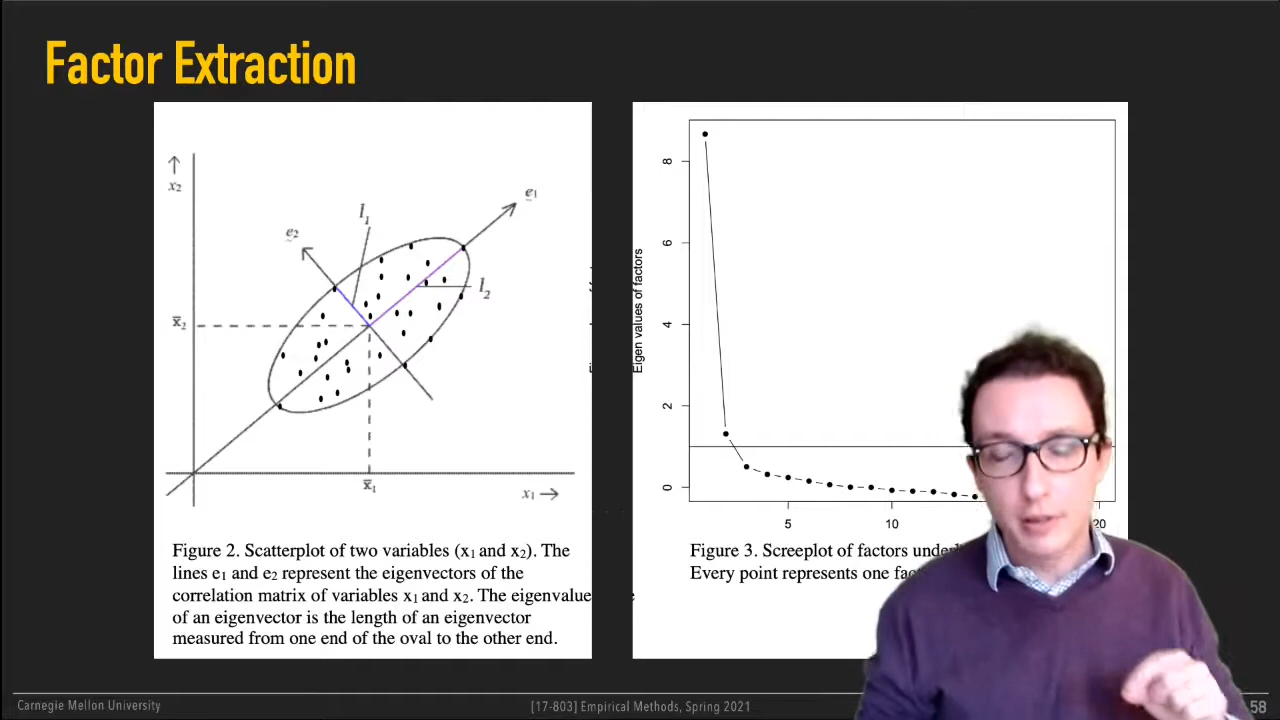 Factor Extraction
x2
e1
l1
e2
l2
x̅2
x̅1
x1
Figure 2. Scatterplot of two variables (x1 and x2). The
lines e1 and e2 represent the eigenvectors of the
correlation matrix of variables x1 and x2. The eigenvalue
of an eigenvector is the length of an eigenvector
measured from one end of the oval to the other end.
Eigen values of factors
8
6
4
2
0
5
10
20
Figure 3. Screeplot of factors
Every point represents one
Carnegie Mellon University
[17-803] Empirical Methods, Spring 2021
58